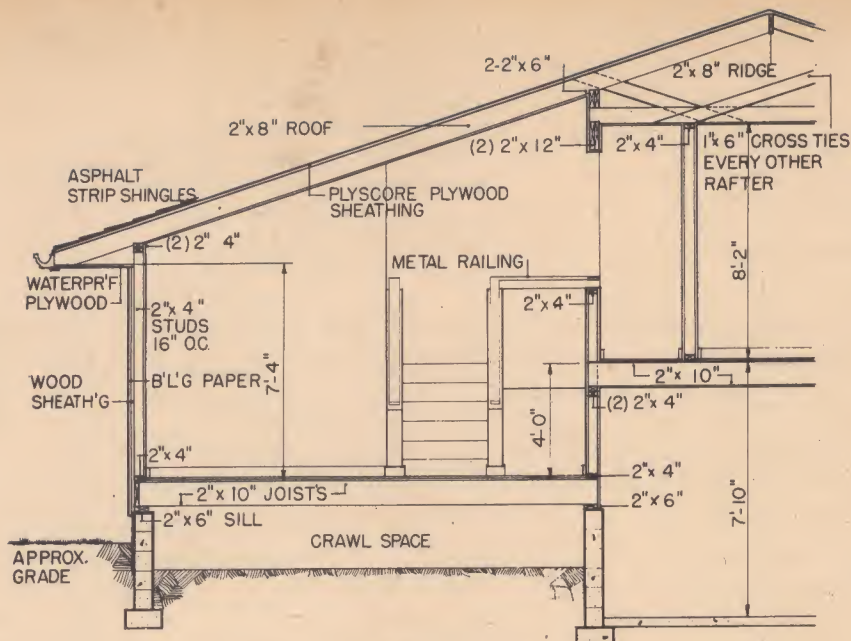 2-2"x 6"
2"x 8" RIDGE
2"x 8" ROOF
(2) 2"x 12"
2"x 4"
1"x 6" CROSS TIES
EVERY OTHER
RAFTER
ASPHALT
STRIP SHINGLES
PLYSCORE PLYWOOD
SHEATHING
(2) 2" 4"
METAL RAILING
8'-2"
WATERPR'F
PLYWOOD
2"x 4"
STUDS
16" O.C.
2"x 4"
7'-4"
WOOD
SHEATH'G
B'L'G PAPER
2"x 10"
(2) 2"x 4"
4'-0"
2"x 4"
2"x 4"
2"x 10" JOISTS
2"x 6"
7'-10"
2"x 6" SILL
CRAWL SPACE
APPROX.
GRADE